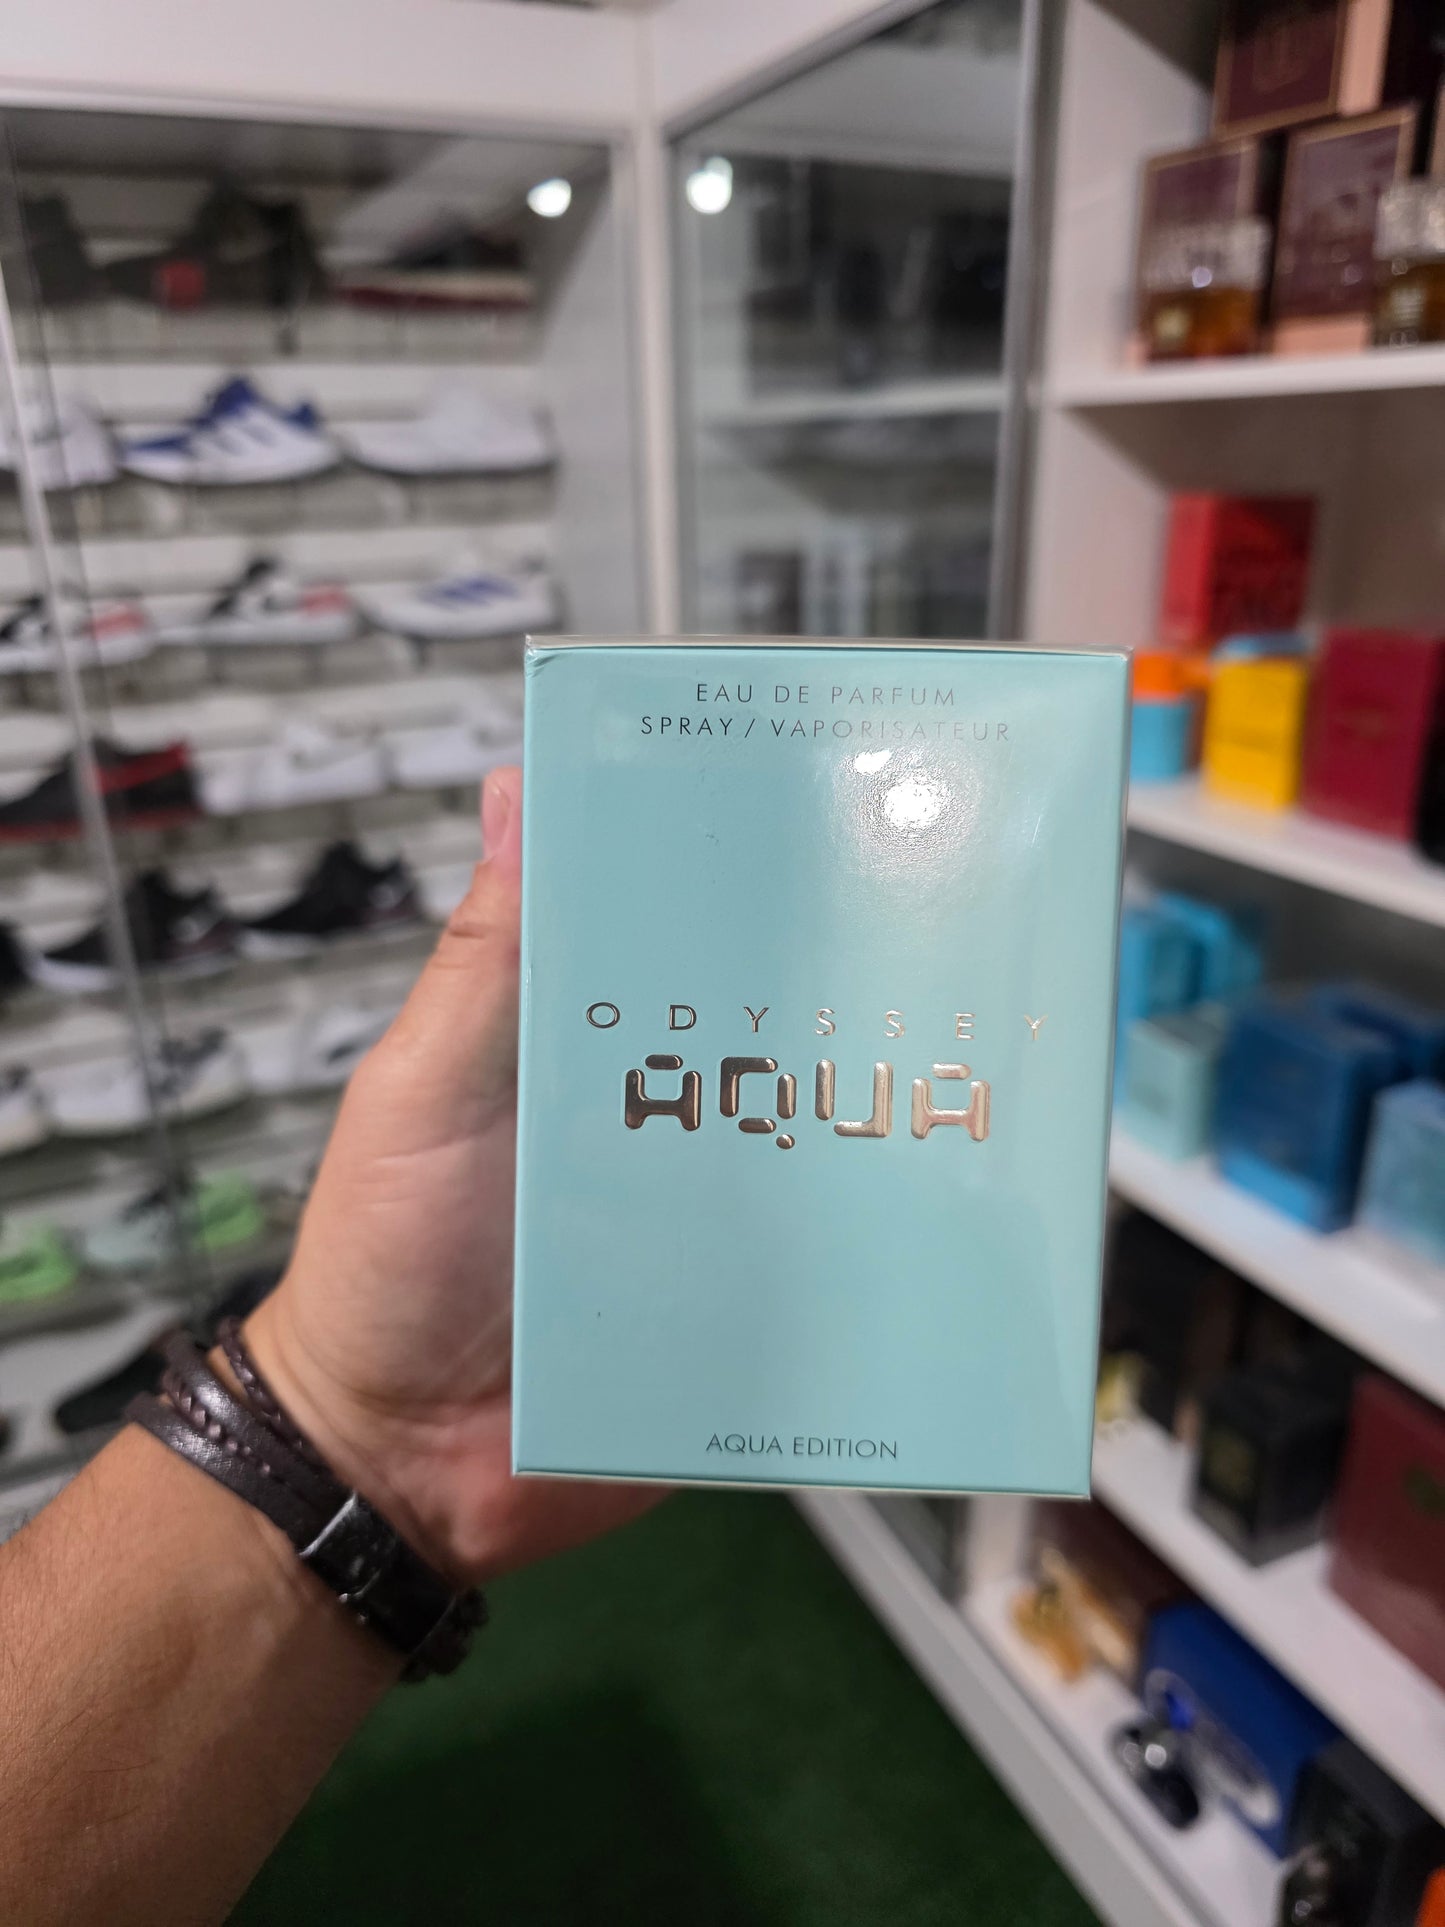 EAU DE PARFUM
SPRAY / VAPORISATEUR
ODYSSEY
AQUA
AQUA EDITION